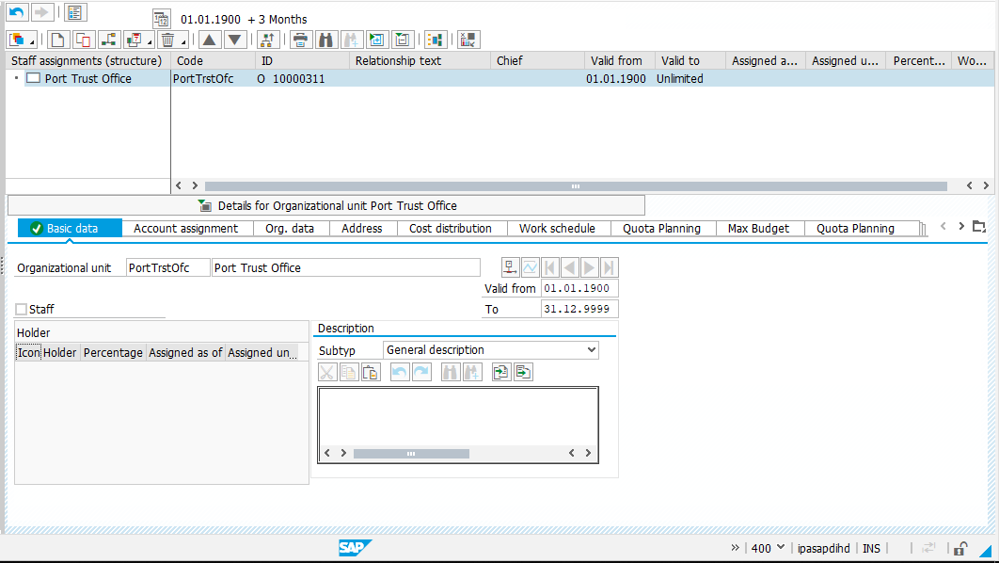 01.01.1900 + 3 Months
Staff assignments (structure) Code ID Relationship text Chief Valid from Valid to Assigned a... Assigned u... Percent... Wo...
Port Trust Office PortTrstOfc O 10000311 01.01.1900 Unlimited
Details for Organizational unit Port Trust Office
Basic data Account assignment Org. data Address Cost distribution Work schedule Quota Planning Max Budget Quota Planning
Organizational unit PortTrstOfc Port Trust Office
Valid from 01.01.1900
Staff To 31.12.9999
Holder Description
Icon Holder Percentage Assigned as of Assigned un... Subtyp General description
SAP 400 ipasapdihd INS